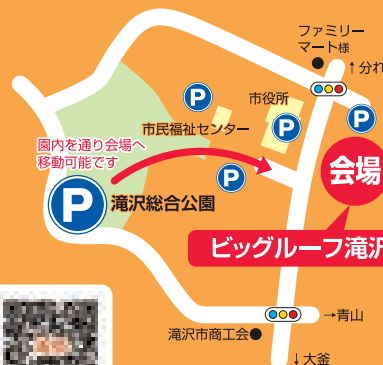 ファミリー
マート様
↑分れ
P
市役所
P
P
市民福祉センター
園内を通り会場へ
移動可能です
P
会場
P
滝沢総合公園
ビッグルーフ滝沢
→青山
滝沢市商工会
↓大釜